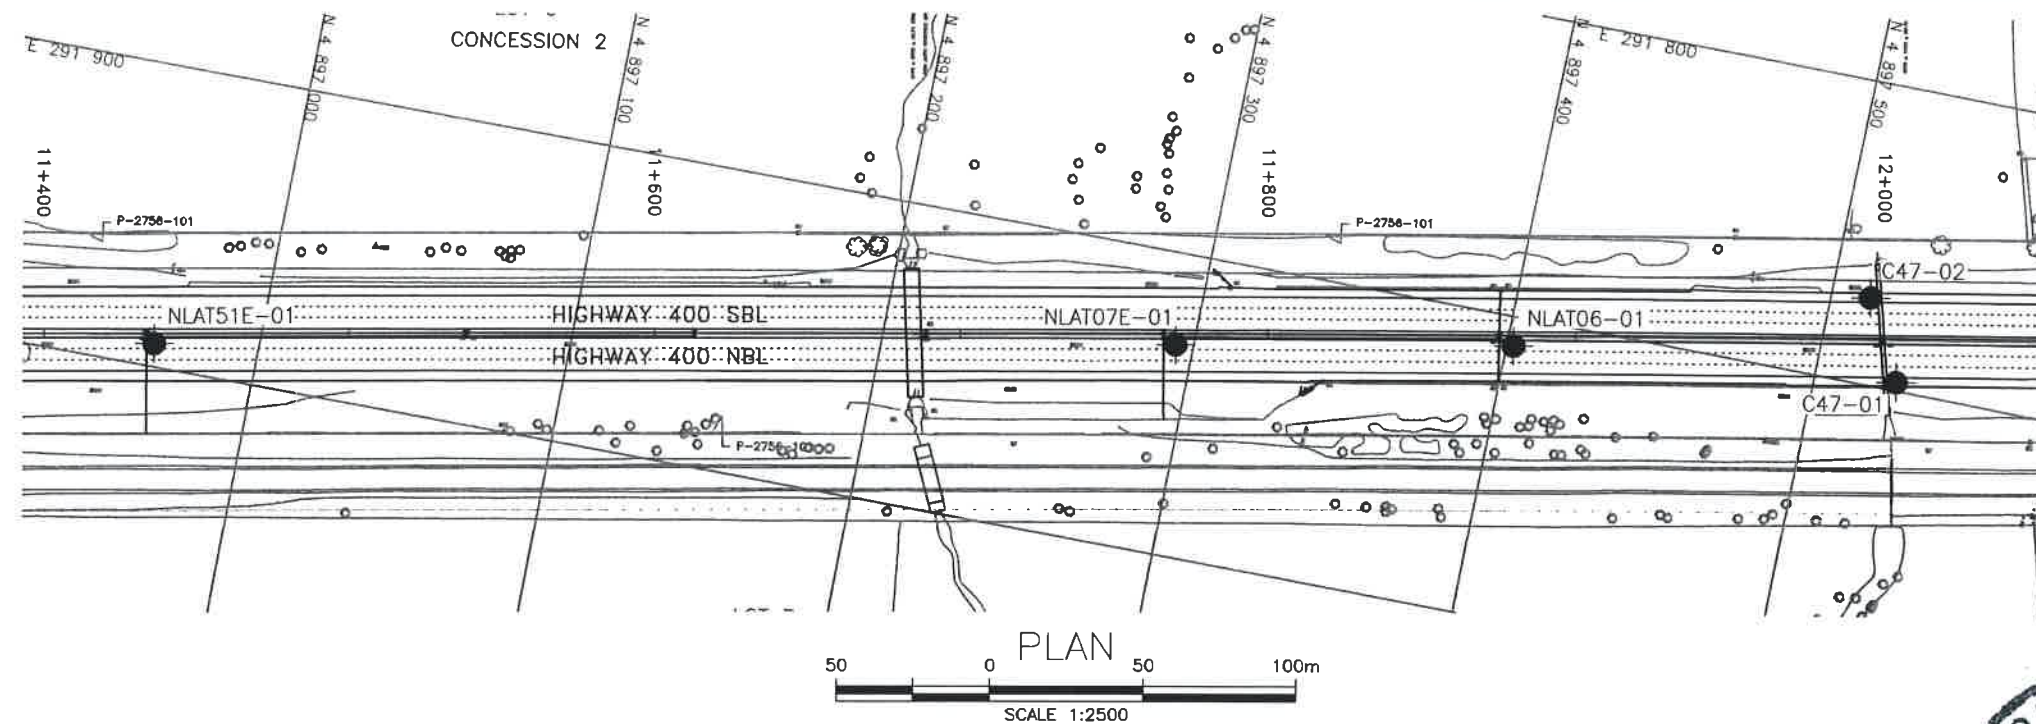 CONCESSION 2
E 291 900
N 4 897 000
N 4 897 100
N 4 897 200
N 4 897 300
N 4 897 400
E 291 800
N 4 897 500
11+400
11+600
11+800
12+000
P-2756-101
P-2756-101
C47-02
NLAT51E-01
HIGHWAY 400 SBL
NLAT07E-01
NLAT06-01
HIGHWAY 400 NBL
C47-01
PLAN
50 0 50 100m
SCALE 1:2500